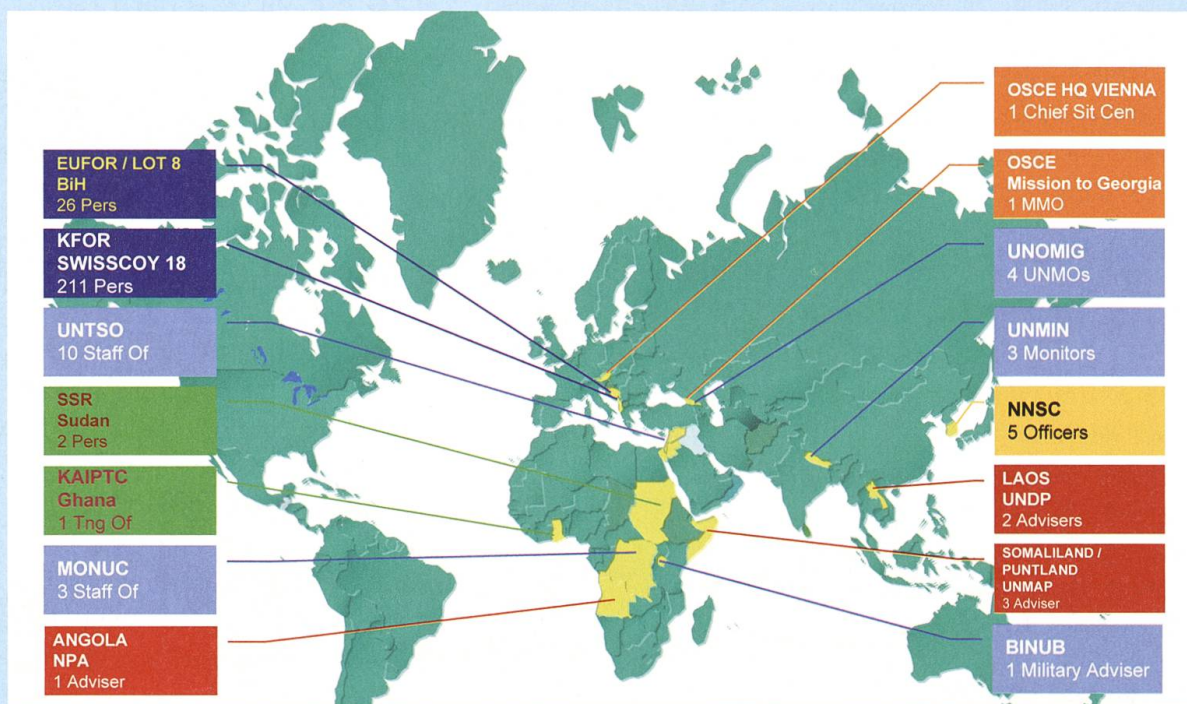 EUFOR / LOT 8
BiH
26 Pers
KFOR
SWISSCOY 18
211 Pers
UNTSO
10 Staff Of
SSR
Sudan
2 Pers
KAIPTC
Ghana
1 Tng Of
MONUC
3 Staff Of
ANGOLA
NPA
1 Adviser
OSCE HQ VIENNA
1 Chief Sit Cen
OSCE
Mission to Georgia
1 MMO
UNOMIG
4 UNMOs
UNMIN
3 Monitors
NNSC
5 Officers
LAOS
UNDP
2 Advisers
SOMALILAND /
PUNTLAND
UNMAP
3 Adviser
BINUB
1 Military Adviser